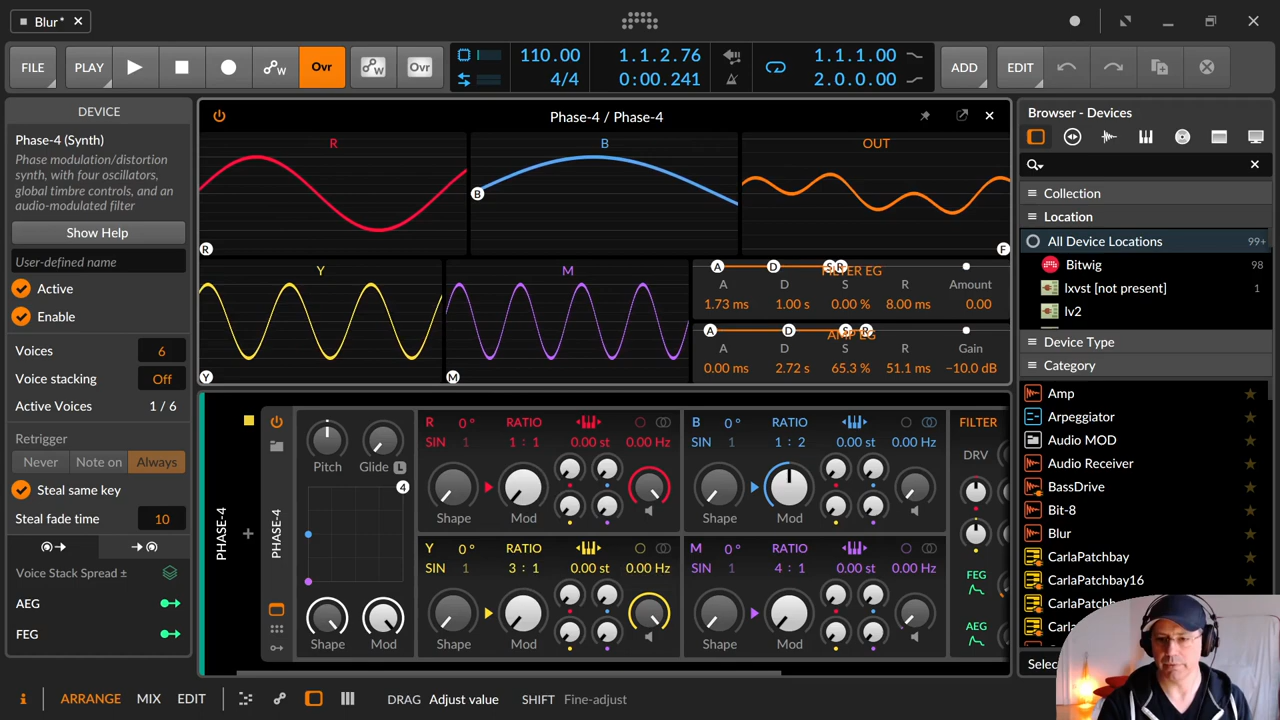 Blur*
FILE
PLAY
Ovr
Ovr
110.00
4/4
1.1.2.76
0:00.241
1.1.1.00
2.0.0.00
ADD
EDIT
DEVICE
Phase-4 (Synth)
Phase modulation/distortion
synth, with four oscillators,
global timbre controls, and an
audio-modulated filter
Show Help
User-defined name
Active
Enable
Voices 6
Voice stacking Off
Active Voices 1 / 6
Retrigger
Never Note on Always
Steal same key
Steal fade time 10
Voice Stack Spread ±
AEG
FEG
Phase-4 / Phase-4
R
R
B
B
OUT
F
Y
Y
M
M
A D S R
FILTER EG
A D S R Amount
1.73 ms 1.00 s 0.00 % 8.00 ms 0.00
A D S R
AMP EG
A D S R Gain
0.00 ms 2.72 s 65.3 % 51.1 ms −10.0 dB
PHASE-4
PHASE-4
Pitch Glide L
4
Shape Mod
R 0° RATIO
SIN 1 1 : 1 0.00 st 0.00 Hz
Shape Mod
B 0° RATIO
SIN 1 1 : 2 0.00 st 0.00 Hz
Shape Mod
Y 0° RATIO
SIN 1 3 : 1 0.00 st 0.00 Hz
Shape Mod
M 0° RATIO
SIN 1 4 : 1 0.00 st 0.00 Hz
Shape Mod
FILTER
DRV
FEG
AEG
Browser - Devices
Collection
Location
All Device Locations 99+
Bitwig 98
lxvst [not present] 1
lv2
Device Type
Category
Amp
Arpeggiator
Audio MOD
Audio Receiver
BassDrive
Bit-8
Blur
CarlaPatchbay
CarlaPatchbay16
i ARRANGE MIX EDIT
DRAG Adjust value SHIFT Fine-adjust